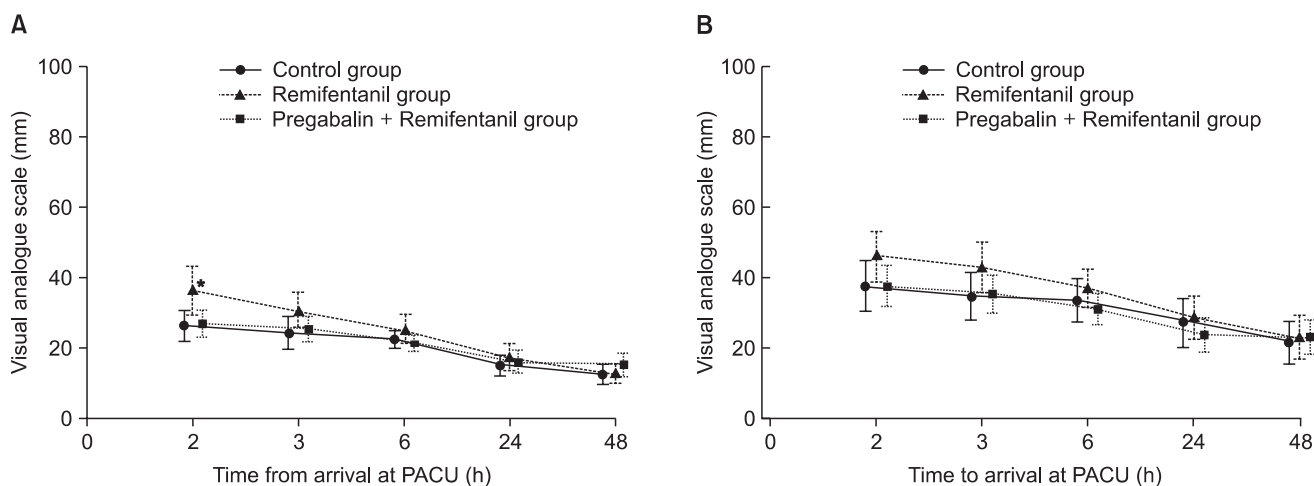 A
Control group
Remifentanil group
Pregabalin + Remifentanil group
Visual analogue scale (mm)
100
80
60
40
20
0
*
0 2 3 6 24 48
Time from arrival at PACU (h)
B
Control group
Remifentanil group
Pregabalin + Remifentanil group
Visual analogue scale (mm)
100
80
60
40
20
0
0 2 3 6 24 48
Time to arrival at PACU (h)